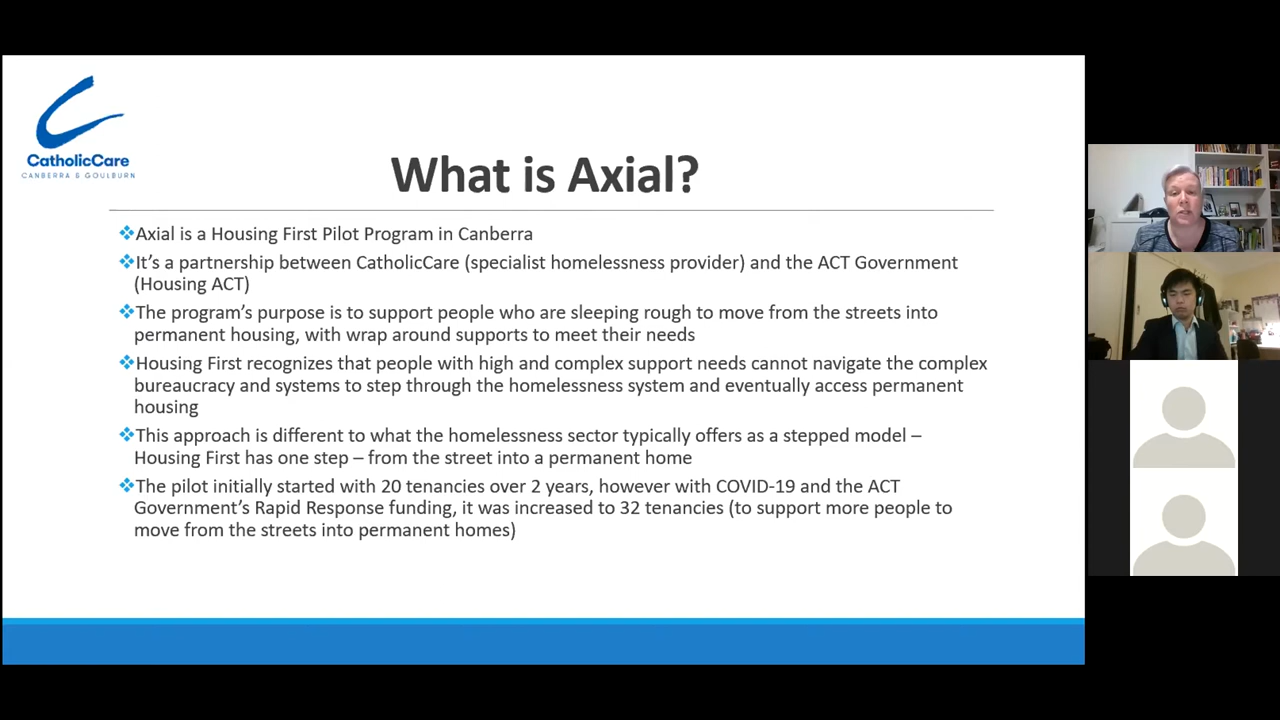 CatholicCare
CANBERRA & GOULBURN
What is Axial?
❖Axial is a Housing First Pilot Program in Canberra
❖It’s a partnership between CatholicCare (specialist homelessness provider) and the ACT Government
(Housing ACT)
❖The program’s purpose is to support people who are sleeping rough to move from the streets into
permanent housing, with wrap around supports to meet their needs
❖Housing First recognizes that people with high and complex support needs cannot navigate the complex
bureaucracy and systems to step through the homelessness system and eventually access permanent
housing
❖This approach is different to what the homelessness sector typically offers as a stepped model –
Housing First has one step – from the street into a permanent home
❖The pilot initially started with 20 tenancies over 2 years, however with COVID-19 and the ACT
Government’s Rapid Response funding, it was increased to 32 tenancies (to support more people to
move from the streets into permanent homes)